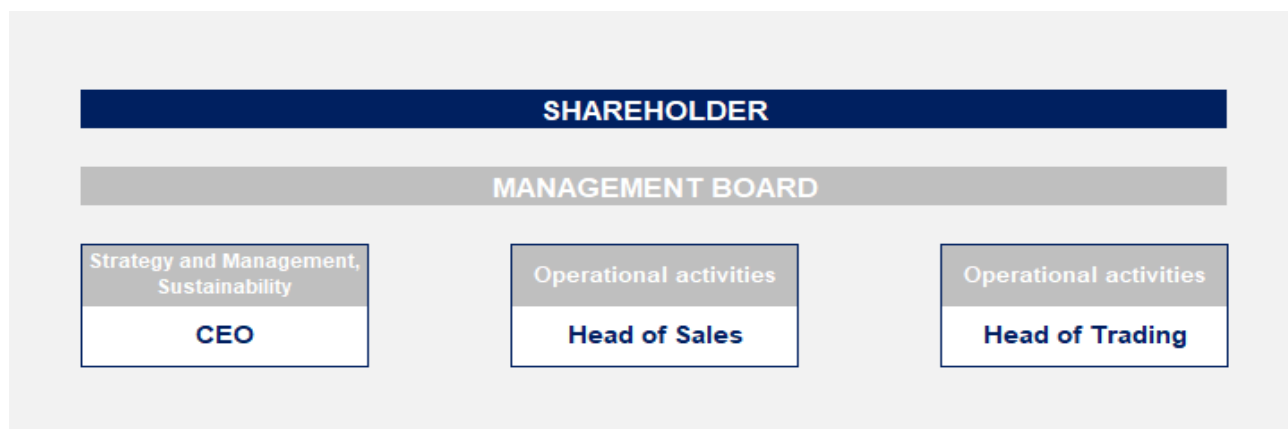 SHAREHOLDER
MANAGEMENT BOARD
Strategy and Management,
Sustainability
CEO
Operational activities
Head of Sales
Operational activities
Head of Trading